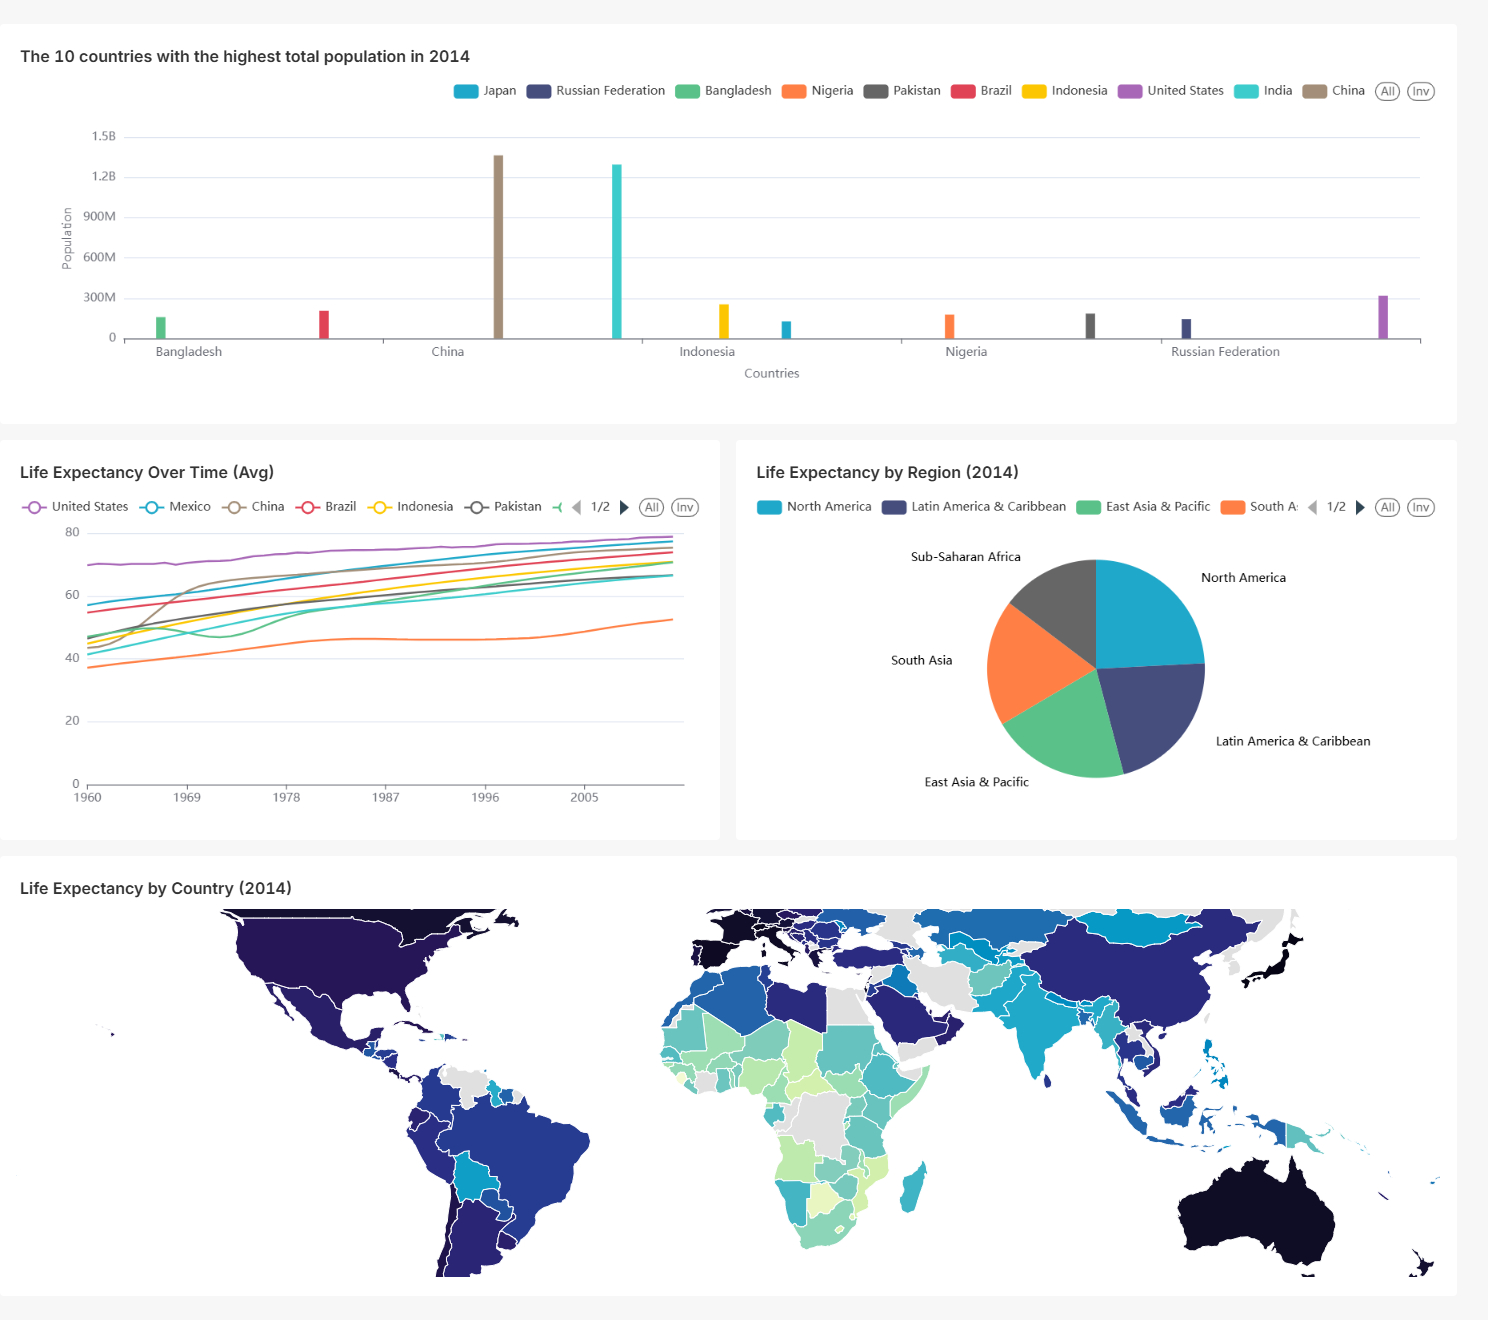 The 10 countries with the highest total population in 2014
Japan Russian Federation Bangladesh Nigeria Pakistan Brazil Indonesia United States India China All Inv
1.5B
1.2B
900M
600M
300M
0
Population
Bangladesh China Indonesia Nigeria Russian Federation
Countries
Life Expectancy Over Time (Avg)
United States Mexico China Brazil Indonesia Pakistan 1/2 All Inv
80
60
40
20
0
1960 1969 1978 1987 1996 2005
Life Expectancy by Region (2014)
North America Latin America & Caribbean East Asia & Pacific South As 1/2 All Inv
Sub-Saharan Africa
North America
South Asia
Latin America & Caribbean
East Asia & Pacific
Life Expectancy by Country (2014)